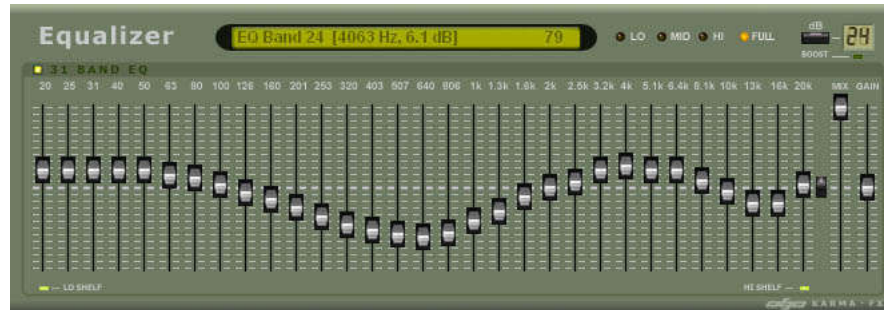 Equalizer
EQ Band 24 [4063 Hz, 6.1 dB] 79
LO MID HI FULL
dB
24
BOOST
31 BAND EQ
20 25 31 40 50 63 80 100 126 160 201 253 320 403 507 640 806 1k 1.3k 1.6k 2k 2.5k 3.2k 4k 5.1k 6.4k 8.1k 10k 13k 16k 20k MIX GAIN
LO SHELF
HI SHELF
KARMA - FX